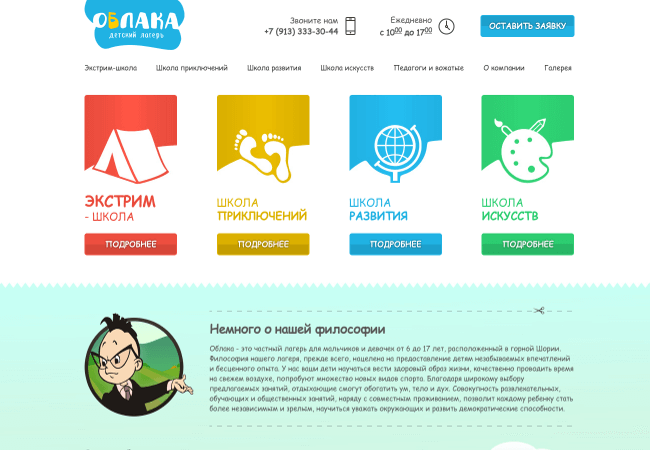 ОБЛАКА
детский лагерь
Звоните нам
+7 (913) 333-30-44
Ежедневно
с 10⁰⁰ до 17⁰⁰
ОСТАВИТЬ ЗАЯВКУ
Экстрим-школа Школа приключений Школа развития Школа искусств Педагоги и вожатые О компании Галерея
ЭКСТРИМ
- ШКОЛА
ПОДРОБНЕЕ
ШКОЛА
ПРИКЛЮЧЕНИЙ
ПОДРОБНЕЕ
ШКОЛА
РАЗВИТИЯ
ПОДРОБНЕЕ
ШКОЛА
ИСКУССТВ
ПОДРОБНЕЕ
Немного о нашей философии
Облака - это частный лагерь для мальчиков и девочек от 6 до 17 лет, расположенный в горной Шории.
Философия нашего лагеря, прежде всего, нацелена на предоставление детям незабываемых впечатлений
и бесценного опыта. У нас ваши дети научаться вести здоровый образ жизни, качественно проводить время
на свежем воздухе, попробуют множество новых видов спорта. Благодаря широкому выбору
предлагаемых занятий, отдыхающие смогут обогатить ум, тело и дух. Совокупность развлекательных,
обучающих и общественных занятий, наряду с совместным проживанием, позволит каждому ребенку стать
более независимым и зрелым, научиться уважать окружающих и развить демократические способности.